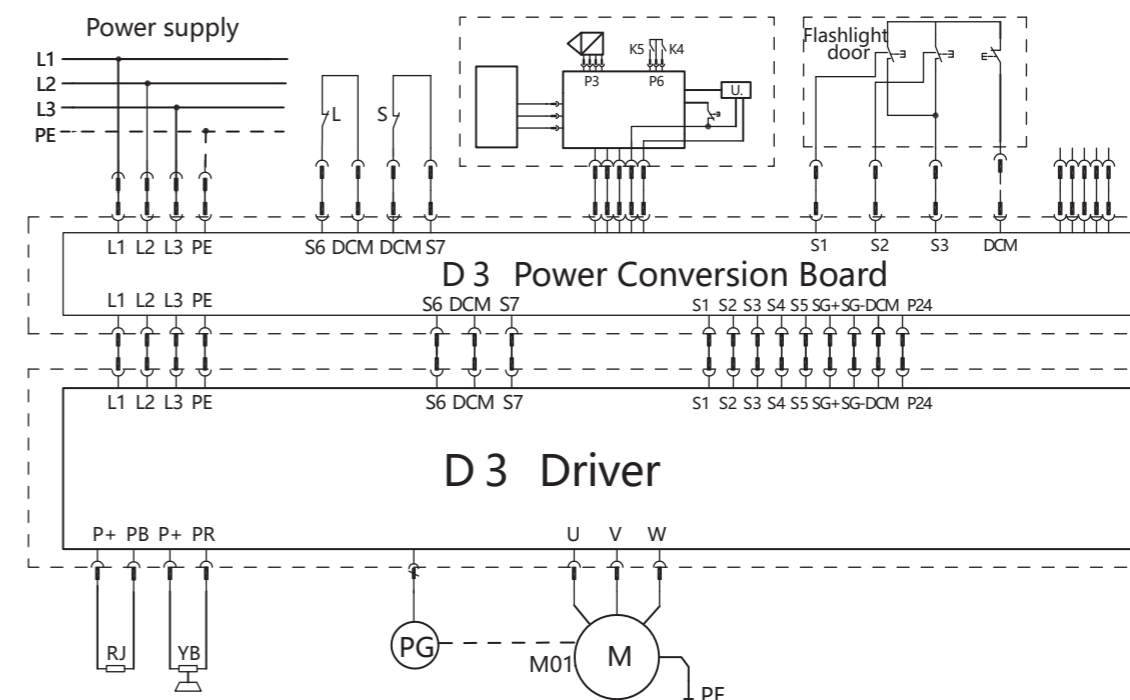 Power supply
L1
L2
L3
PE
L
S
K5 K4
P3
P6
U.
Flashlight
door
E
L1 L2 L3 PE
S6 DCM DCM S7
S1 S2 S3 DCM
D 3 Power Conversion Board
L1 L2 L3 PE
S6 DCM S7
S1 S2 S3 S4 S5 SG+ SG- DCM P24
L1 L2 L3 PE
S6 DCM S7
S1 S2 S3 S4 S5 SG+ SG- DCM P24
D 3 Driver
P+ PB P+ PR
U V W
RJ
YB
PG
M01
M
PE